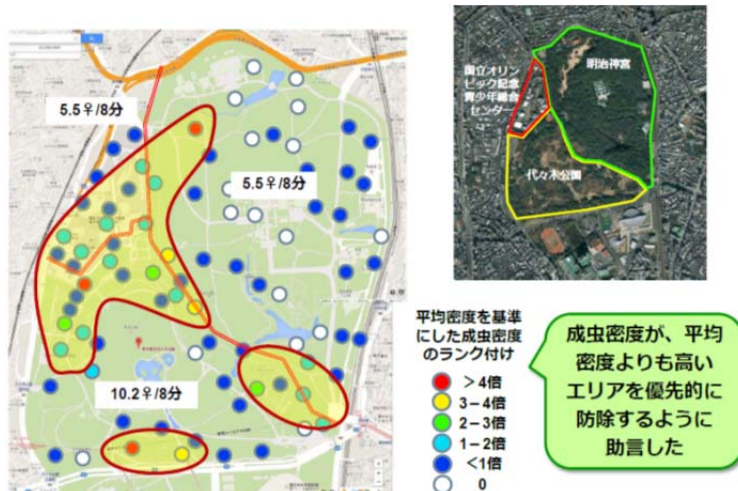 5.5♀/8分
5.5♀/8分
10.2♀/8分
国立オリン
ピック記念
青少年総合
センター
明治神宮
代々木公園
平均密度を基準
にした成虫密度
のランク付け
＞4倍
3－4倍
2－3倍
1－2倍
＜1倍
0
成虫密度が、平均
密度よりも高い
エリアを優先的に
防除するように
助言した